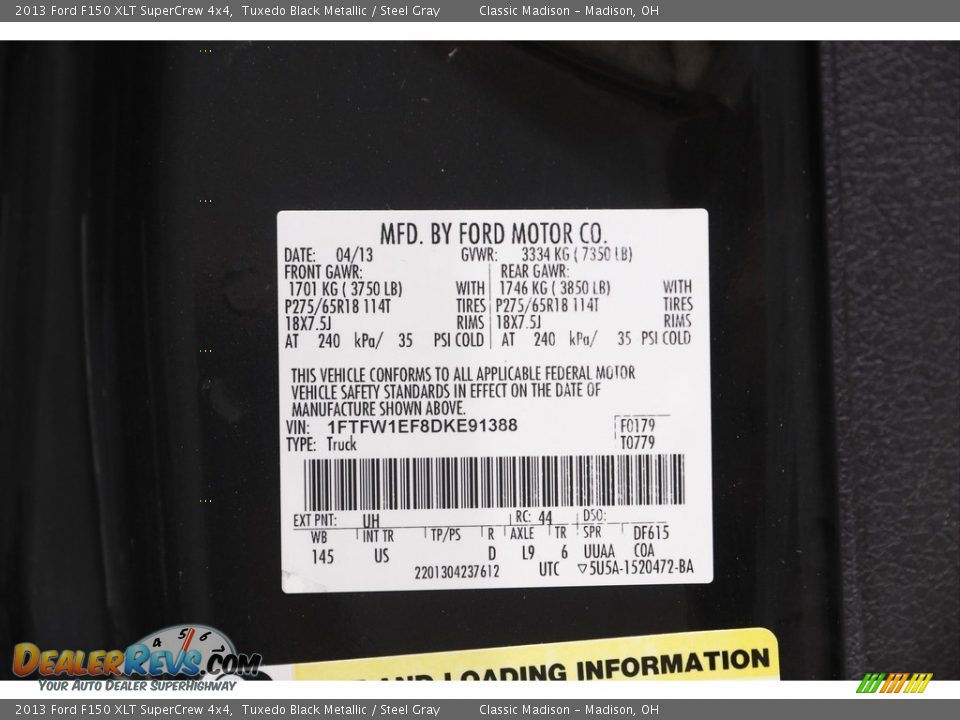 2013 Ford F150 XLT SuperCrew 4x4, Tuxedo Black Metallic / Steel Gray Classic Madison – Madison, OH
MFD. BY FORD MOTOR CO.
DATE: 04/13 GVWR: 3334 KG ( 7350 LB)
FRONT GAWR: REAR GAWR:
1701 KG ( 3750 LB) WITH 1746 KG ( 3850 LB) WITH
P275/65R18 114T TIRES P275/65R18 114T TIRES
18X7.5J RIMS 18X7.5J RIMS
AT 240 kPa/ 35 PSI COLD AT 240 kPa/ 35 PSI COLD
THIS VEHICLE CONFORMS TO ALL APPLICABLE FEDERAL MOTOR
VEHICLE SAFETY STANDARDS IN EFFECT ON THE DATE OF
MANUFACTURE SHOWN ABOVE.
VIN: 1FTFW1EF8DKE91388 F0179
TYPE: Truck T0779
EXT PNT: UH RC: 44 DSO:
WB INT TR TP/PS R AXLE TR SPR DF615
145 US D L9 6 UUAA COA
2201304237612 UTC ▽5U5A-1520472-BA
AND LOADING INFORMATION
4 5 6
DEALERREVS.COM
YOUR AUTO DEALER SUPERHIGHWAY
2013 Ford F150 XLT SuperCrew 4x4, Tuxedo Black Metallic / Steel Gray Classic Madison – Madison, OH